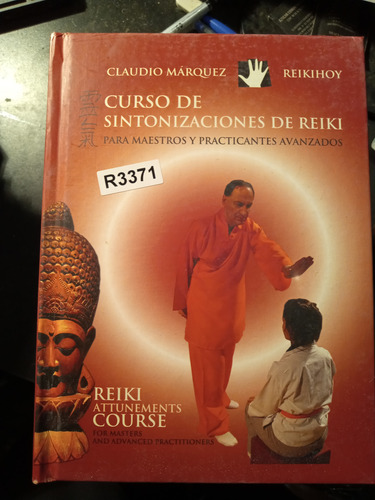 CLAUDIO MÁRQUEZ REIKIHOY
CURSO DE
SINTONIZACIONES DE REIKI
PARA MAESTROS Y PRACTICANTES AVANZADOS
R3371
REIKI
ATTUNEMENTS
COURSE
FOR MASTERS
AND ADVANCED PRACTITIONERS